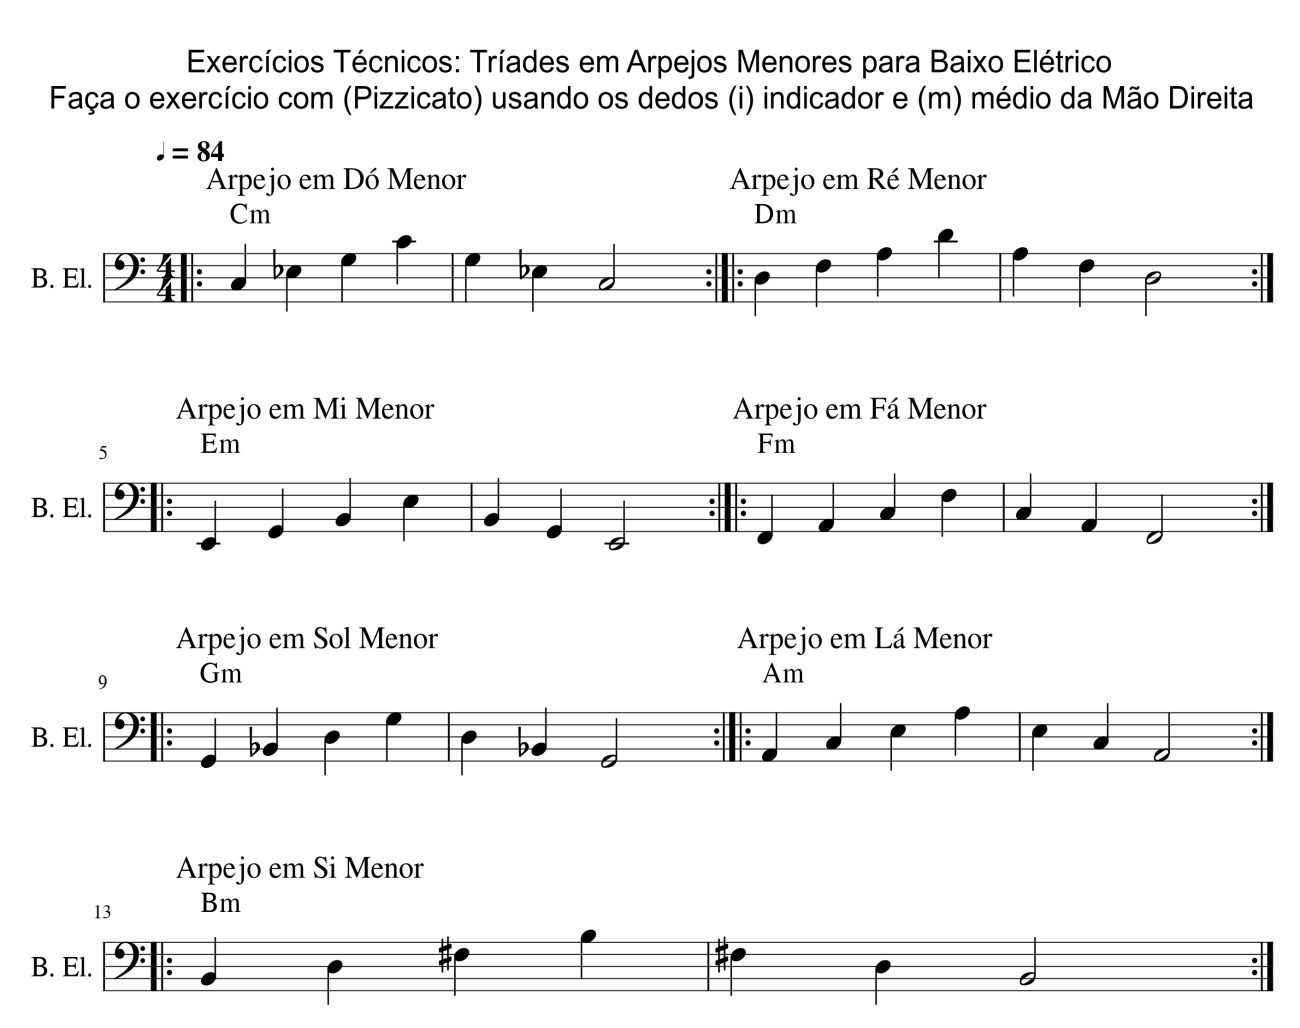 Exercícios Técnicos: Tríades em Arpejos Menores para Baixo Elétrico
Faça o exercício com (Pizzicato) usando os dedos (i) indicador e (m) médio da Mão Direita
♩ = 84
Arpejo em Dó Menor Arpejo em Ré Menor
Cm Dm
B. El. 4/4
Arpejo em Mi Menor Arpejo em Fá Menor
Em Fm
5
B. El.
Arpejo em Sol Menor Arpejo em Lá Menor
Gm Am
9
B. El.
Arpejo em Si Menor
Bm
13
B. El.